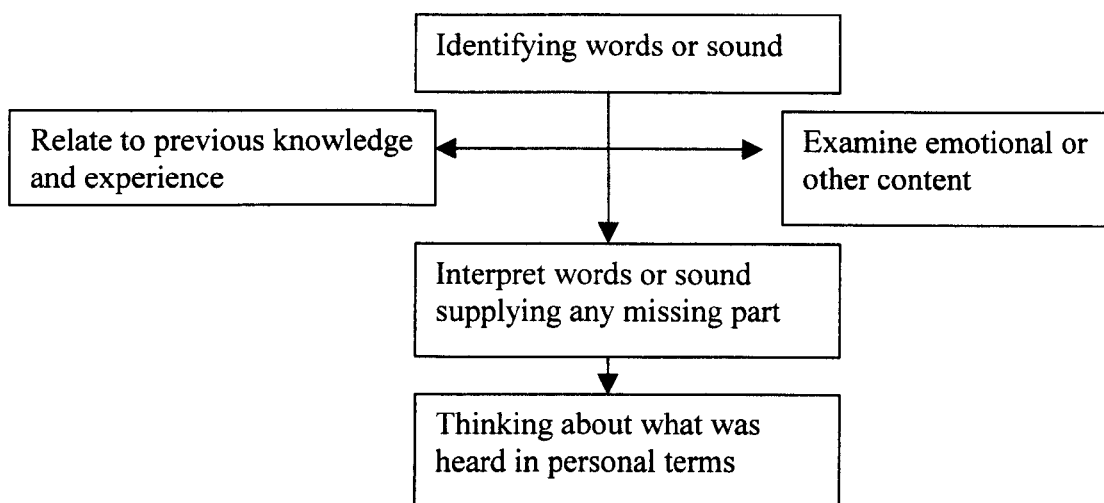 Identifying words or sound
Relate to previous knowledge
and experience
Examine emotional or
other content
Interpret words or sound
supplying any missing part
Thinking about what was
heard in personal terms